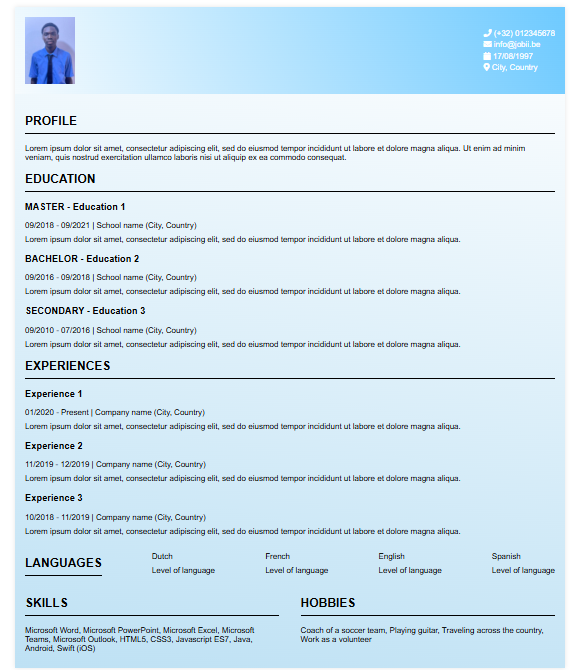 (+32) 012345678
info@jobii.be
17/08/1997
City, Country
PROFILE
Lorem ipsum dolor sit amet, consectetur adipiscing elit, sed do eiusmod tempor incididunt ut labore et dolore magna aliqua. Ut enim ad minim
veniam, quis nostrud exercitation ullamco laboris nisi ut aliquip ex ea commodo consequat.
EDUCATION
MASTER - Education 1
09/2018 - 09/2021 | School name (City, Country)
Lorem ipsum dolor sit amet, consectetur adipiscing elit, sed do eiusmod tempor incididunt ut labore et dolore magna aliqua.
BACHELOR - Education 2
09/2016 - 09/2018 | School name (City, Country)
Lorem ipsum dolor sit amet, consectetur adipiscing elit, sed do eiusmod tempor incididunt ut labore et dolore magna aliqua.
SECONDARY - Education 3
09/2010 - 07/2016 | School name (City, Country)
Lorem ipsum dolor sit amet, consectetur adipiscing elit, sed do eiusmod tempor incididunt ut labore et dolore magna aliqua.
EXPERIENCES
Experience 1
01/2020 - Present | Company name (City, Country)
Lorem ipsum dolor sit amet, consectetur adipiscing elit, sed do eiusmod tempor incididunt ut labore et dolore magna aliqua.
Experience 2
11/2019 - 12/2019 | Company name (City, Country)
Lorem ipsum dolor sit amet, consectetur adipiscing elit, sed do eiusmod tempor incididunt ut labore et dolore magna aliqua.
Experience 3
10/2018 - 11/2019 | Company name (City, Country)
Lorem ipsum dolor sit amet, consectetur adipiscing elit, sed do eiusmod tempor incididunt ut labore et dolore magna aliqua.
LANGUAGES
Dutch
Level of language
French
Level of language
English
Level of language
Spanish
Level of language
SKILLS
Microsoft Word, Microsoft PowerPoint, Microsoft Excel, Microsoft
Teams, Microsoft Outlook, HTML5, CSS3, Javascript ES7, Java,
Android, Swift (iOS)
HOBBIES
Coach of a soccer team, Playing guitar, Traveling across the country,
Work as a volunteer